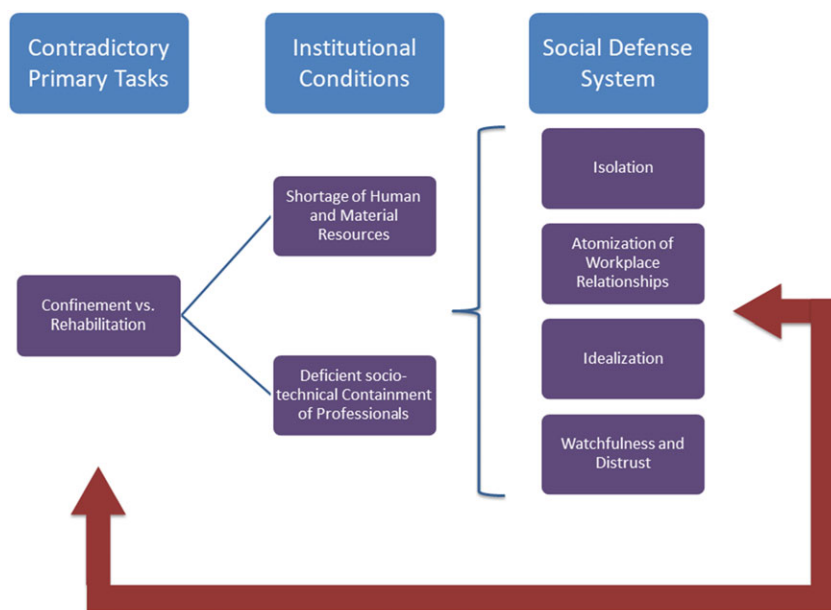 Contradictory
Primary Tasks
Institutional
Conditions
Social Defense
System
Confinement vs.
Rehabilitation
Shortage of Human
and Material
Resources
Deficient socio-
technical Containment
of Professionals
Isolation
Atomization of
Workplace
Relationships
Idealization
Watchfulness and
Distrust